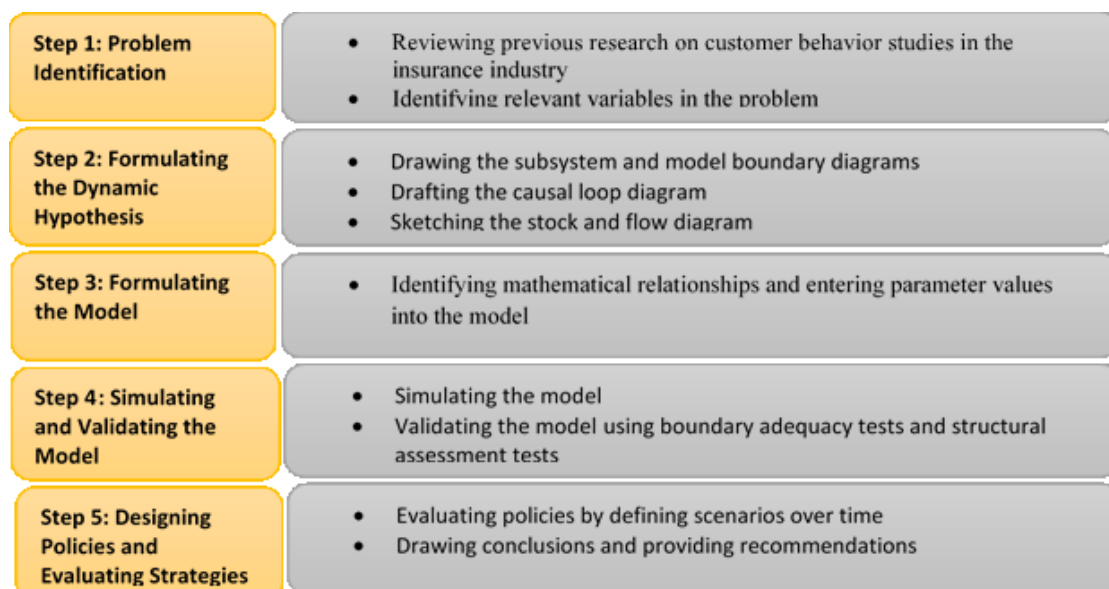 Step 1: Problem
Identification
• Reviewing previous research on customer behavior studies in the
insurance industry
• Identifying relevant variables in the problem
Step 2: Formulating
the Dynamic
Hypothesis
• Drawing the subsystem and model boundary diagrams
• Drafting the causal loop diagram
• Sketching the stock and flow diagram
Step 3: Formulating
the Model
• Identifying mathematical relationships and entering parameter values
into the model
Step 4: Simulating
and Validating the
Model
• Simulating the model
• Validating the model using boundary adequacy tests and structural
assessment tests
Step 5: Designing
Policies and
Evaluating Strategies
• Evaluating policies by defining scenarios over time
• Drawing conclusions and providing recommendations